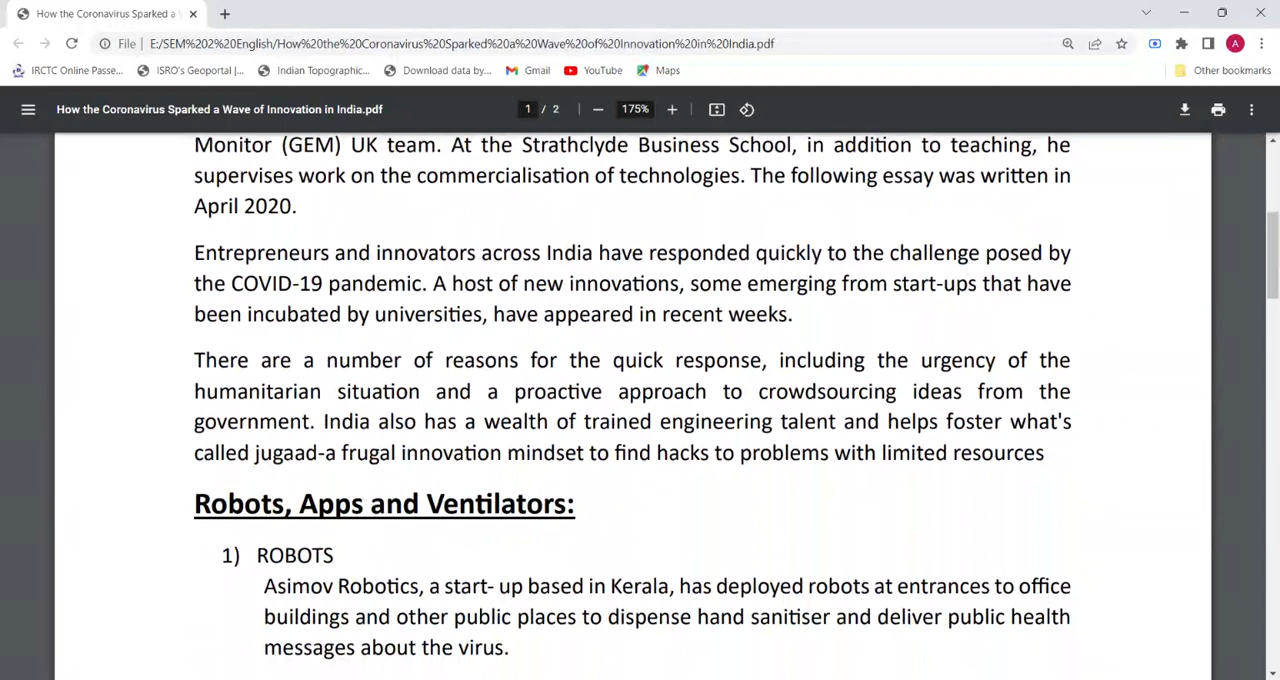 How the Coronavirus Sparked a
File
E:/SEM%202%20English/How%20the%20Coronavirus%20Sparked%20a%20Wave%20of%20Innovation%20in%20India.pdf
A
IRCTC Online Passe... ISRO's Geoportal |... Indian Topographic... Download data by... Gmail YouTube Maps Other bookmarks
How the Coronavirus Sparked a Wave of Innovation in India.pdf 1 / 2 175%
Monitor (GEM) UK team. At the Strathclyde Business School, in addition to teaching, he
supervises work on the commercialisation of technologies. The following essay was written in
April 2020.
Entrepreneurs and innovators across India have responded quickly to the challenge posed by
the COVID-19 pandemic. A host of new innovations, some emerging from start-ups that have
been incubated by universities, have appeared in recent weeks.
There are a number of reasons for the quick response, including the urgency of the
humanitarian situation and a proactive approach to crowdsourcing ideas from the
government. India also has a wealth of trained engineering talent and helps foster what's
called jugaad-a frugal innovation mindset to find hacks to problems with limited resources
Robots, Apps and Ventilators:
1) ROBOTS
Asimov Robotics, a start- up based in Kerala, has deployed robots at entrances to office
buildings and other public places to dispense hand sanitiser and deliver public health
messages about the virus.